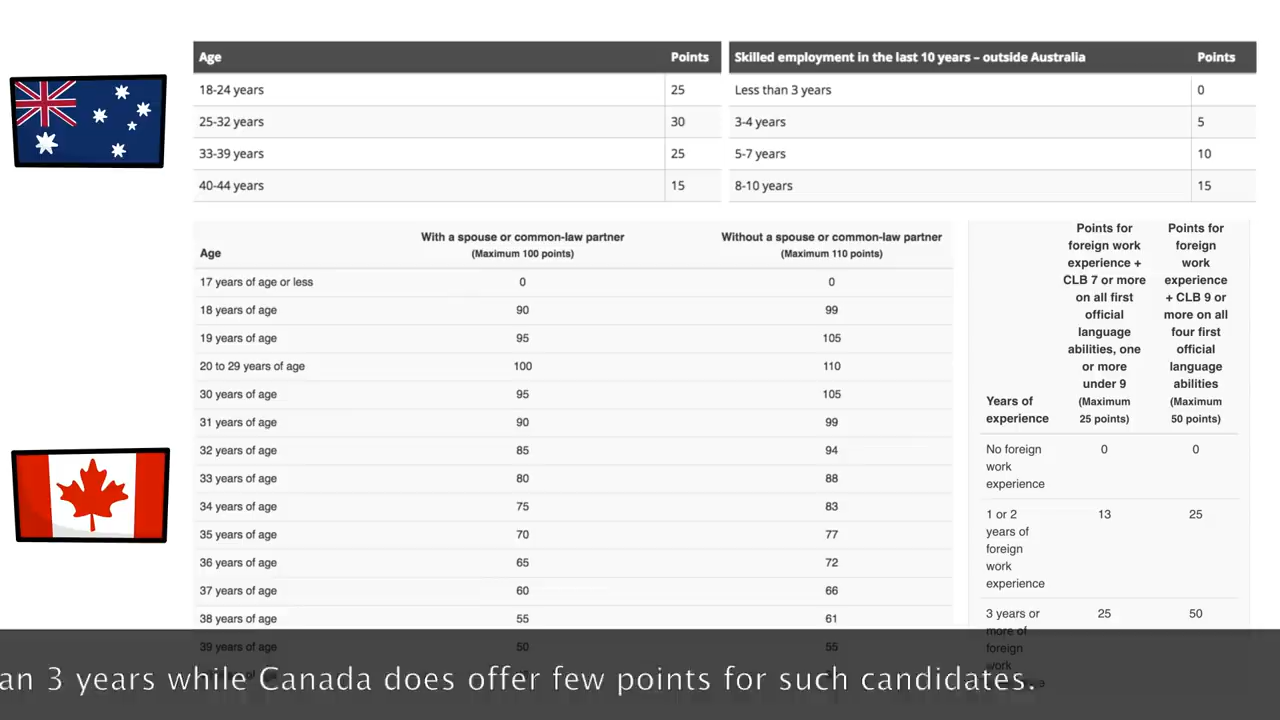 Age Points
18-24 years 25
25-32 years 30
33-39 years 25
40-44 years 15
Skilled employment in the last 10 years – outside Australia Points
Less than 3 years 0
3-4 years 5
5-7 years 10
8-10 years 15
With a spouse or common-law partner Without a spouse or common-law partner
Age (Maximum 100 points) (Maximum 110 points)
17 years of age or less 0 0
18 years of age 90 99
19 years of age 95 105
20 to 29 years of age 100 110
30 years of age 95 105
31 years of age 90 99
32 years of age 85 94
33 years of age 80 88
34 years of age 75 83
35 years of age 70 77
36 years of age 65 72
37 years of age 60 66
38 years of age 55 61
39 years of age 50 55
Points for Points for
foreign work foreign
experience + work
CLB 7 or more experience
on all first + CLB 9 or
official more on all
language four first
abilities, one official
or more language
under 9 abilities
Years of (Maximum (Maximum
experience 25 points) 50 points)
No foreign 0 0
work
experience
1 or 2 13 25
years of
foreign
work
experience
3 years or 25 50
more of
foreign
work
an 3 years while Canada does offer few points for such candidates.